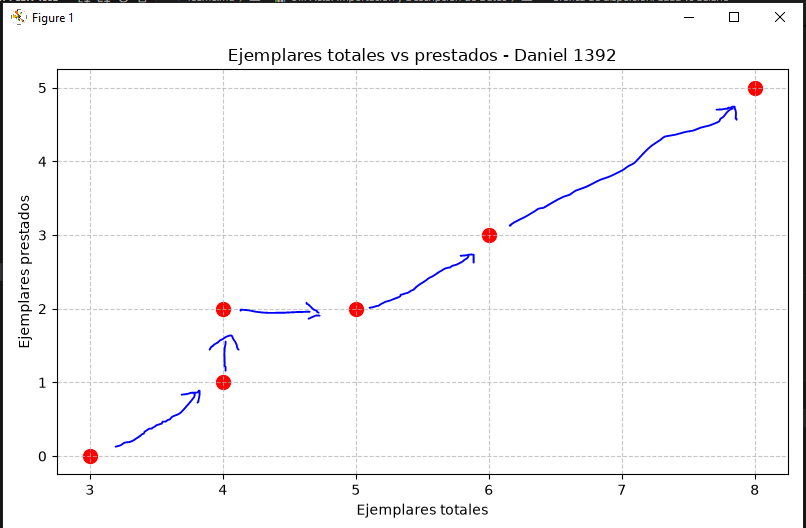 Figure 1
Ejemplares totales vs prestados - Daniel 1392
5
4
3
2
1
0
Ejemplares prestados
3 4 5 6 7 8
Ejemplares totales